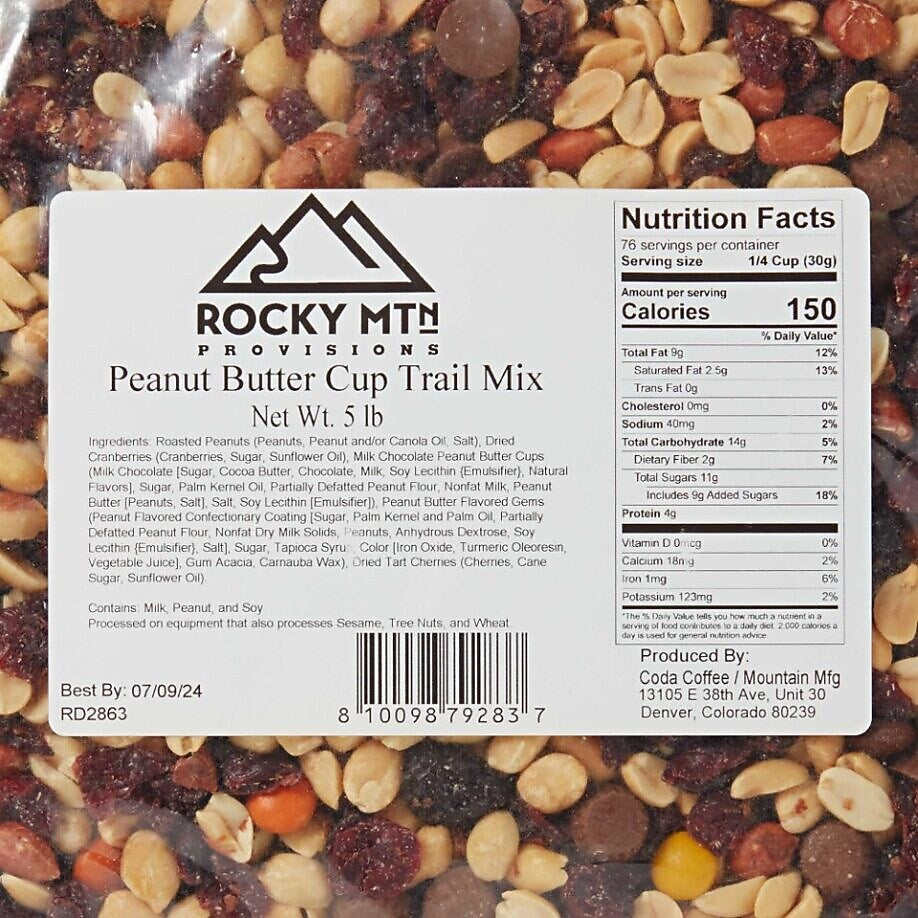 ROCKY MTN
PROVISIONS
Peanut Butter Cup Trail Mix
Net Wt. 5 lb
Ingredients: Roasted Peanuts (Peanuts, Peanut and/or Canola Oil, Salt), Dried
Cranberries (Cranberries, Sugar, Sunflower Oil), Milk Chocolate Peanut Butter Cups
(Milk Chocolate [Sugar, Cocoa Butter, Chocolate, Milk, Soy Lecithin {Emulsifier}, Natural
Flavors], Sugar, Palm Kernel Oil, Partially Defatted Peanut Flour, Nonfat Milk, Peanut
Butter [Peanuts, Salt], Salt, Soy Lecithin [Emulsifier]), Peanut Butter Flavored Gems
(Peanut Flavored Confectionary Coating [Sugar, Palm Kernel and Palm Oil, Partially
Defatted Peanut Flour, Nonfat Dry Milk Solids, Peanuts, Anhydrous Dextrose, Soy
Lecithin {Emulsifier}, Salt], Sugar, Tapioca Syrup, Color [Iron Oxide, Turmeric Oleoresin,
Vegetable Juice], Gum Acacia, Carnauba Wax), Dried Tart Cherries (Cherries, Cane
Sugar, Sunflower Oil).
Contains: Milk, Peanut, and Soy
Processed on equipment that also processes Sesame, Tree Nuts, and Wheat.
Best By: 07/09/24
RD2863
8 10098 79283 7
Nutrition Facts
76 servings per container
Serving size 1/4 Cup (30g)
Amount per serving
Calories 150
% Daily Value*
Total Fat 9g 12%
Saturated Fat 2.5g 13%
Trans Fat 0g
Cholesterol 0mg 0%
Sodium 40mg 2%
Total Carbohydrate 14g 5%
Dietary Fiber 2g 7%
Total Sugars 11g
Includes 9g Added Sugars 18%
Protein 4g
Vitamin D 0mcg 0%
Calcium 18mg 2%
Iron 1mg 6%
Potassium 123mg 2%
*The % Daily Value tells you how much a nutrient in a
serving of food contributes to a daily diet. 2,000 calories a
day is used for general nutrition advice.
Produced By:
Coda Coffee / Mountain Mfg
13105 E 38th Ave, Unit 30
Denver, Colorado 80239